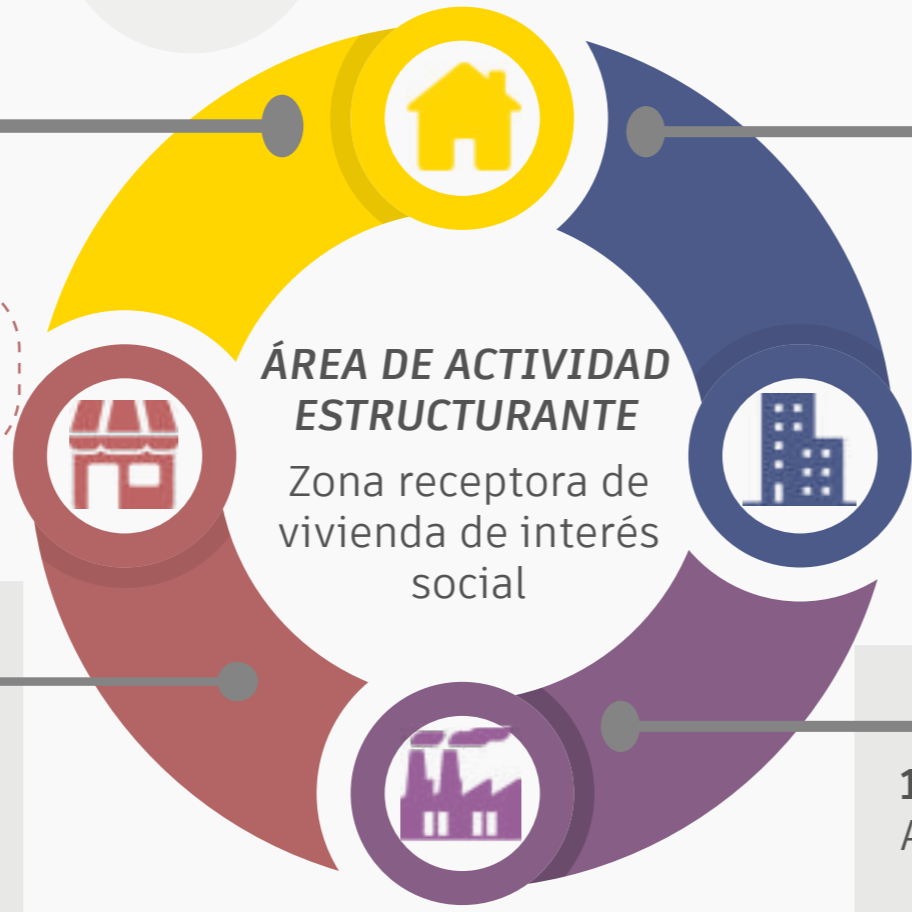 ÁREA DE ACTIVIDAD
ESTRUCTURANTE
Zona receptora de
vivienda de interés
social